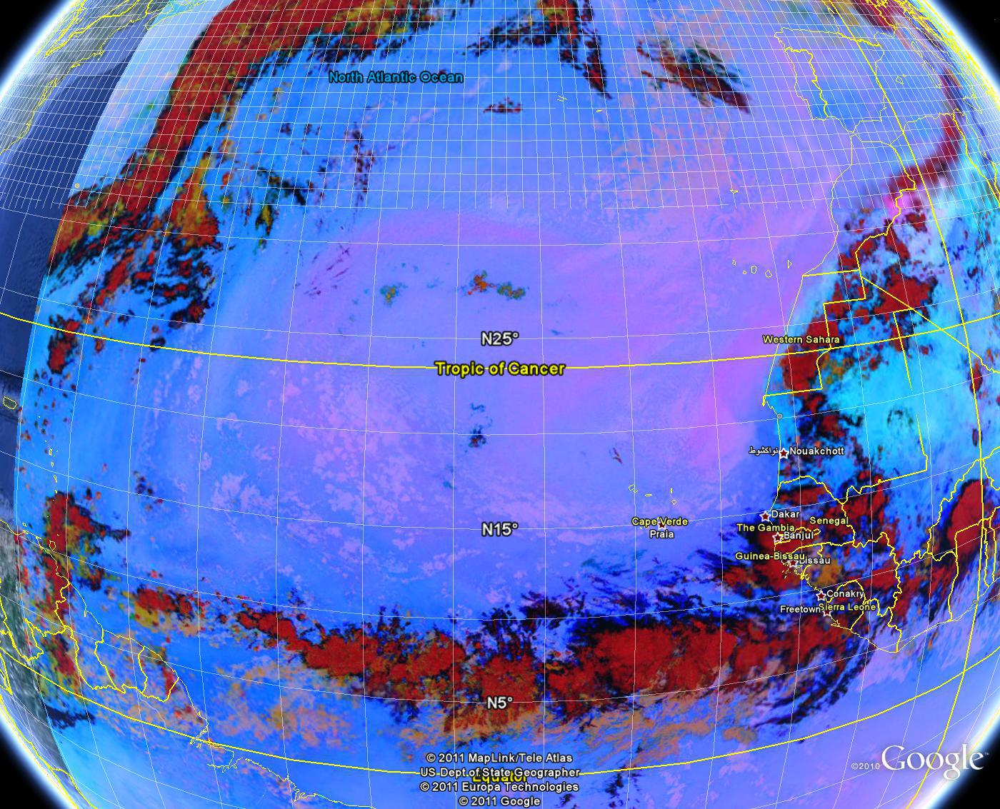 North Atlantic Ocean
N25°
Western Sahara
Tropic of Cancer
نواكشوط Nouakchott
Dakar
Cape Verde
Senegal
The Gambia
N15°
Praia
Banjul
Guinea-Bissau
Bissau
Conakry
Freetown
Sierra Leone
N5°
© 2011 MapLink/Tele Atlas
US Dept of State Geographer
Equator
© 2011 Europa Technologies
© 2011 Google
©2010 Google™